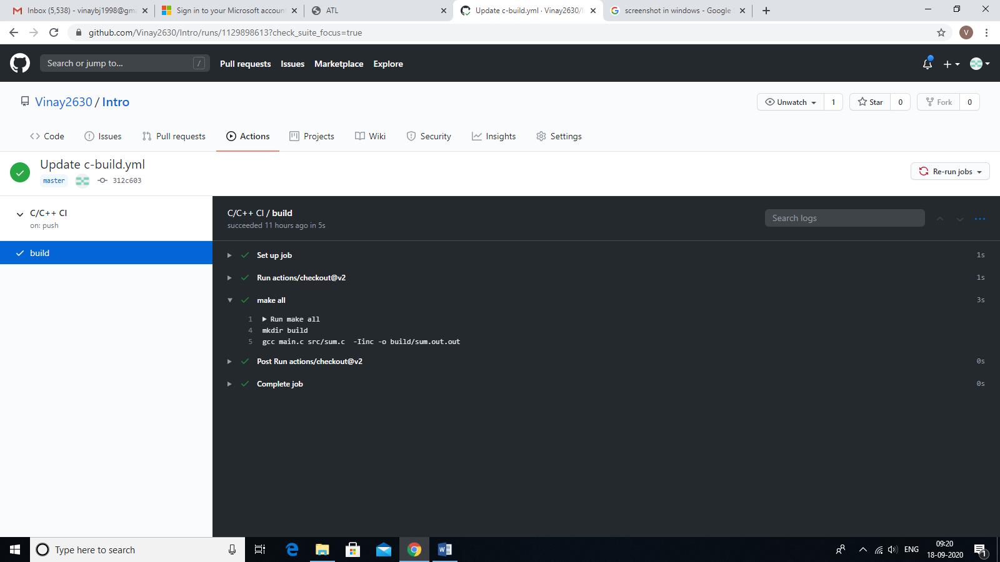 Inbox (5,538) - vinaybj1998@gma
Sign in to your Microsoft account
ATL
Update c-build.yml · Vinay2630/I
screenshot in windows - Google
github.com/Vinay2630/Intro/runs/1129898613?check_suite_focus=true
V
Search or jump to...
/
Pull requests
Issues
Marketplace
Explore
Vinay2630 / Intro
Unwatch 1
Star 0
Fork 0
Code
Issues
Pull requests
Actions
Projects
Wiki
Security
Insights
Settings
Update c-build.yml
master
312c603
Re-run jobs
C/C++ CI
on: push
build
C/C++ CI / build
succeeded 11 hours ago in 5s
Search logs
Set up job 1s
Run actions/checkout@v2 1s
make all 3s
1 Run make all
4 mkdir build
5 gcc main.c src/sum.c  -Iinc -o build/sum.out.out
Post Run actions/checkout@v2 0s
Complete job 0s
Type here to search
ENG
09:20
18-09-2020
1